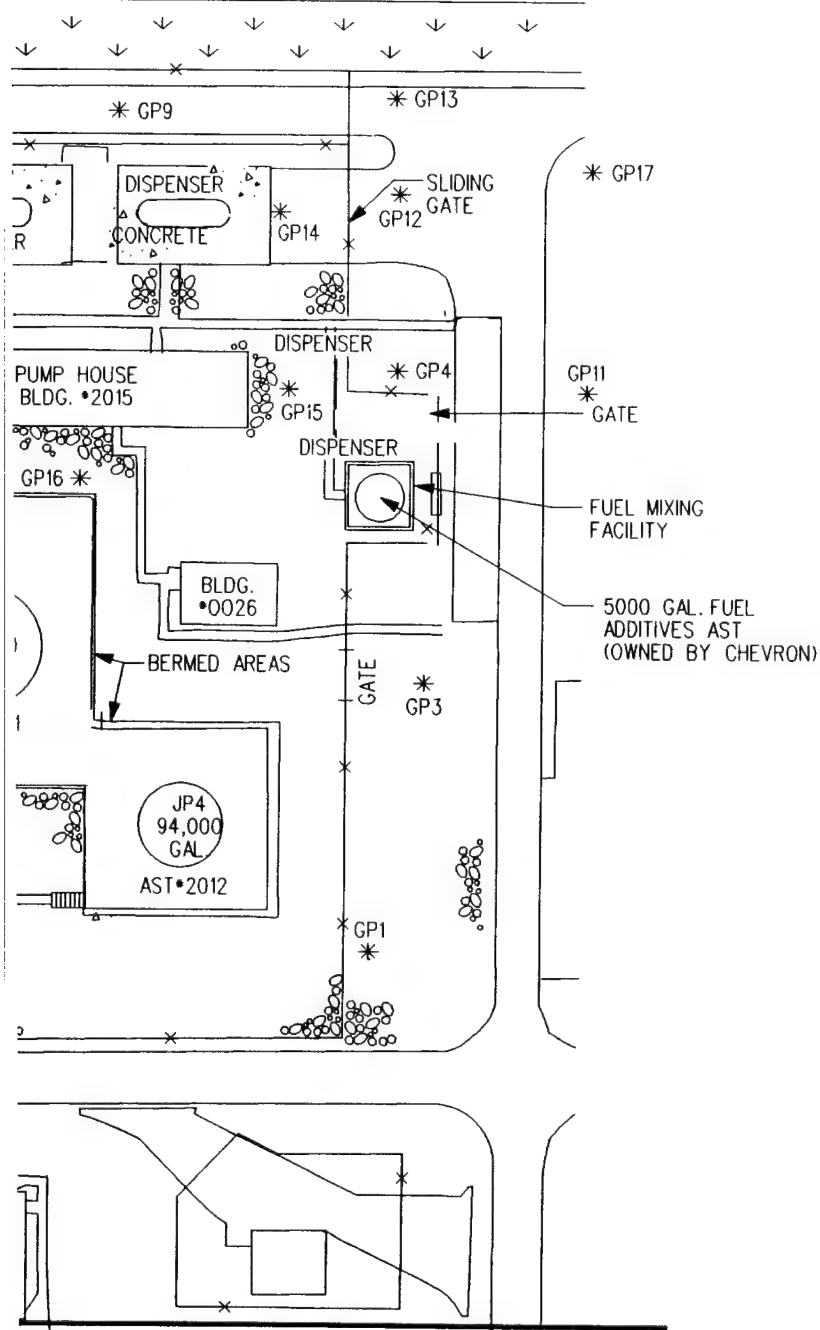 GP9
GP13
GP17
DISPENSER
SLIDING
GATE
GP12
GP14
CONCRETE
R
DISPENSER
PUMP HOUSE
BLDG. *2015
GP4
GP11
GP15
GATE
DISPENSER
GP16
FUEL MIXING
FACILITY
BLDG.
*0026
5000 GAL. FUEL
ADDITIVES AST
(OWNED BY CHEVRON)
BERMED AREAS
GATE
GP3
JP4
94,000
GAL.
AST*2012
GP1